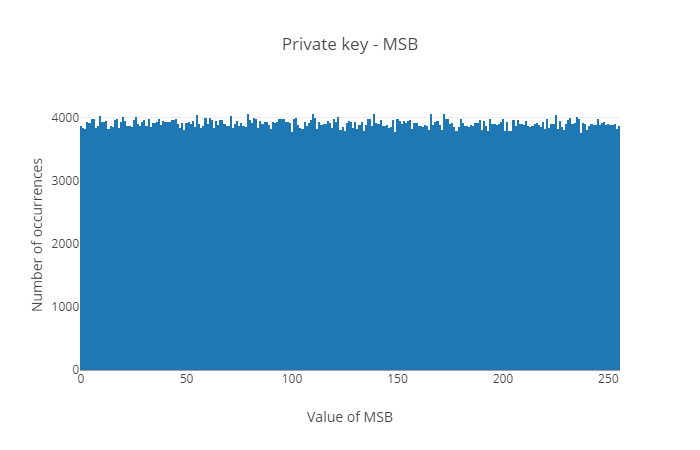 Private key - MSB
4000
3000
2000
1000
0
Number of occurrences
0 50 100 150 200 250
Value of MSB